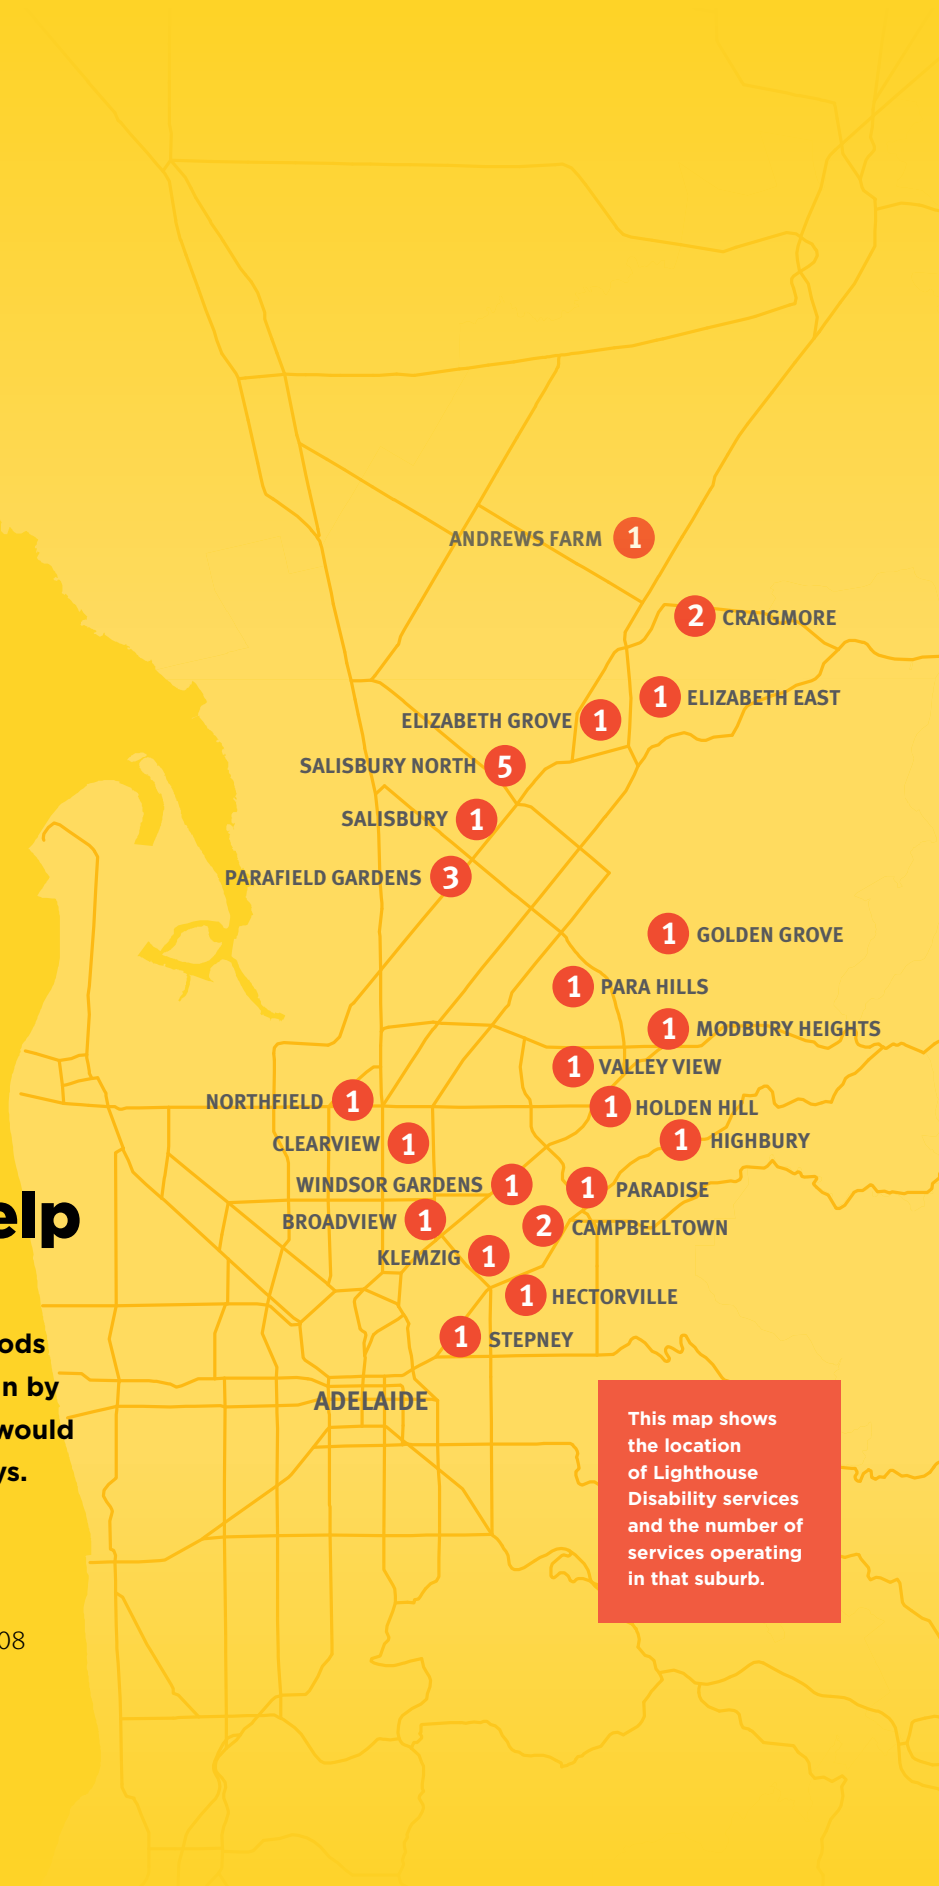 ANDREWS FARM 1
2 CRAIGMORE
1 ELIZABETH EAST
ELIZABETH GROVE 1
SALISBURY NORTH 5
SALISBURY 1
PARAFIELD GARDENS 3
1 GOLDEN GROVE
1 PARA HILLS
1 MODBURY HEIGHTS
1 VALLEY VIEW
NORTHFIELD 1
1 HOLDEN HILL
1 HIGHBURY
CLEARVIEW 1
WINDSOR GARDENS 1
1 PARADISE
BROADVIEW 1
2 CAMPBELLTOWN
KLEMZIG 1
1 HECTORVILLE
1 STEPNEY
ADELAIDE
elp
ods
n by
would
ys.
08
This map shows
the location
of Lighthouse
Disability services
and the number of
services operating
in that suburb.